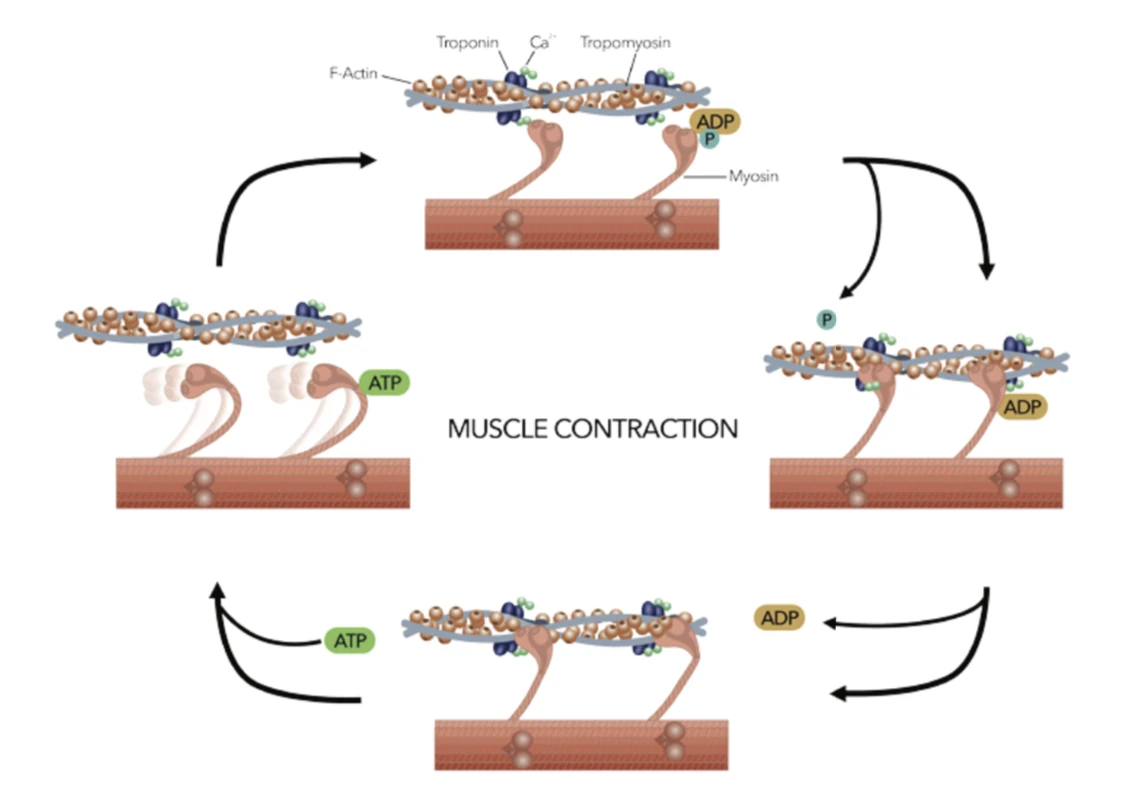 Troponin
Ca²⁺
Tropomyosin
F-Actin
ADP
P
Myosin
P
ADP
ATP
MUSCLE CONTRACTION
ADP
ATP